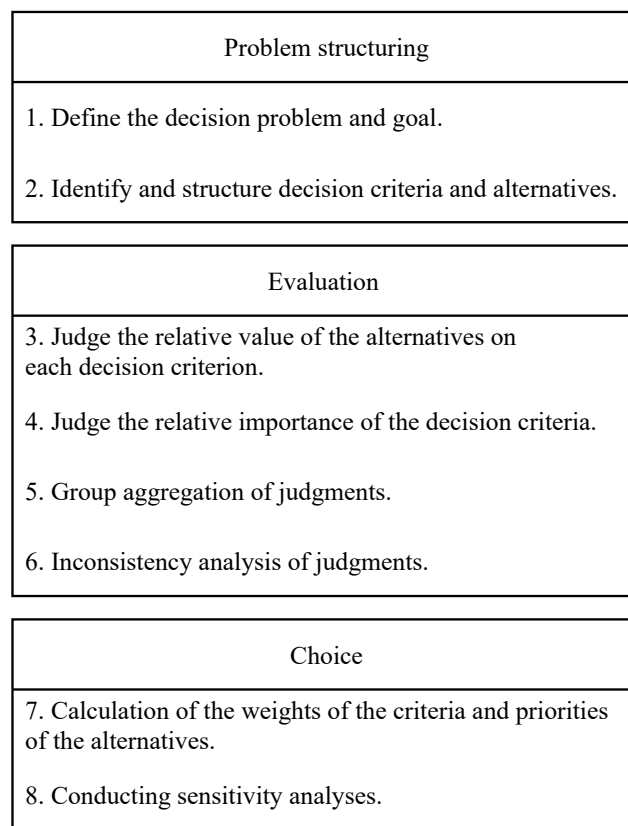 Problem structuring
1. Define the decision problem and goal.
2. Identify and structure decision criteria and alternatives.
Evaluation
3. Judge the relative value of the alternatives on
each decision criterion.
4. Judge the relative importance of the decision criteria.
5. Group aggregation of judgments.
6. Inconsistency analysis of judgments.
Choice
7. Calculation of the weights of the criteria and priorities
of the alternatives.
8. Conducting sensitivity analyses.